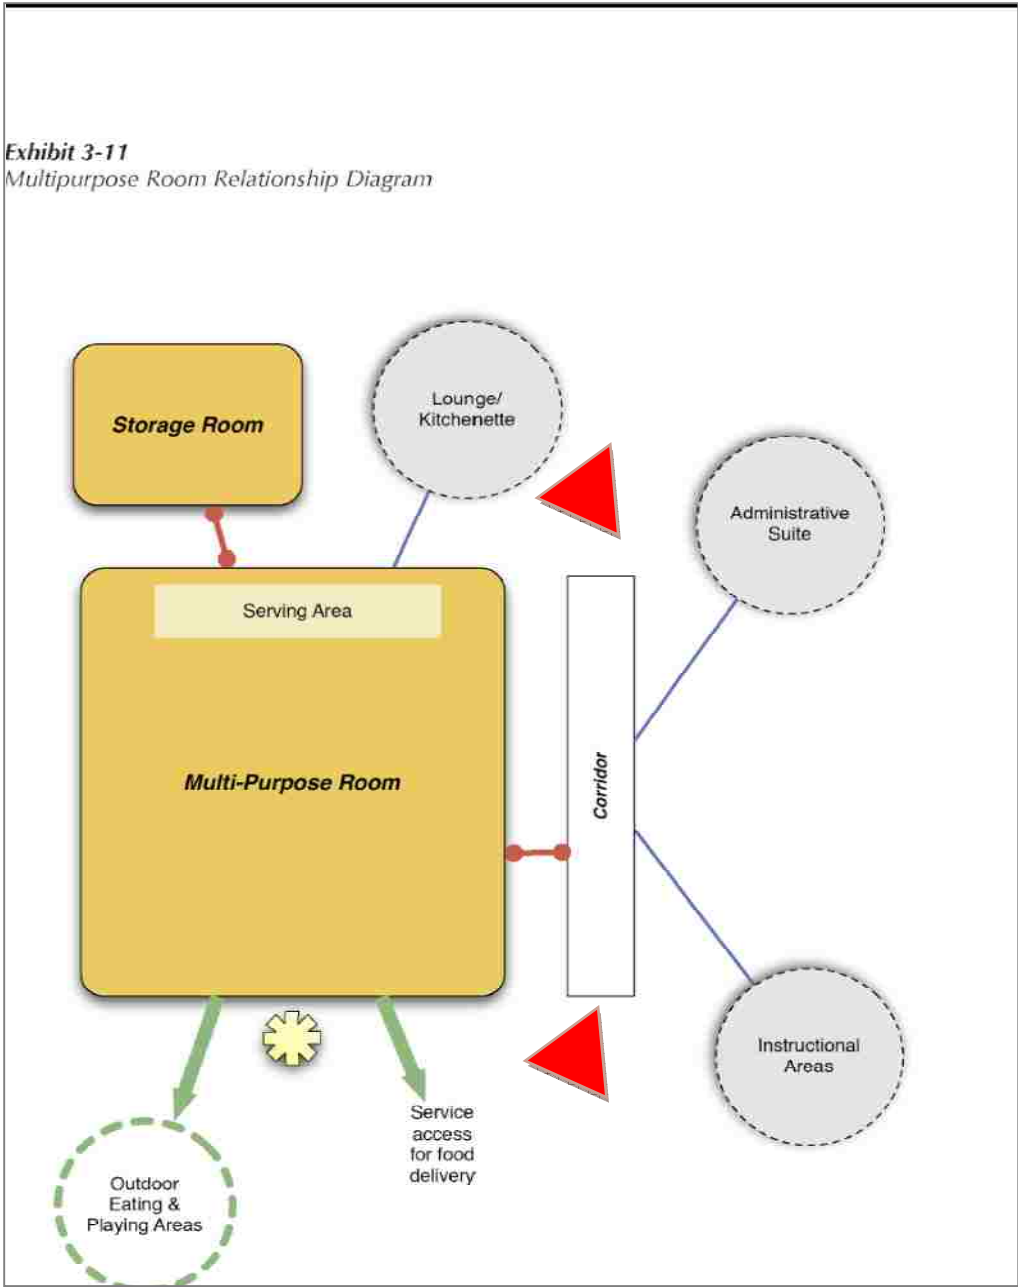 Exhibit 3-11
Multipurpose Room Relationship Diagram
Storage Room
Lounge/
Kitchenette
Administrative
Suite
Serving Area
Multi-Purpose Room
Corridor
Instructional
Areas
Service
access
for food
delivery
Outdoor
Eating &
Playing Areas